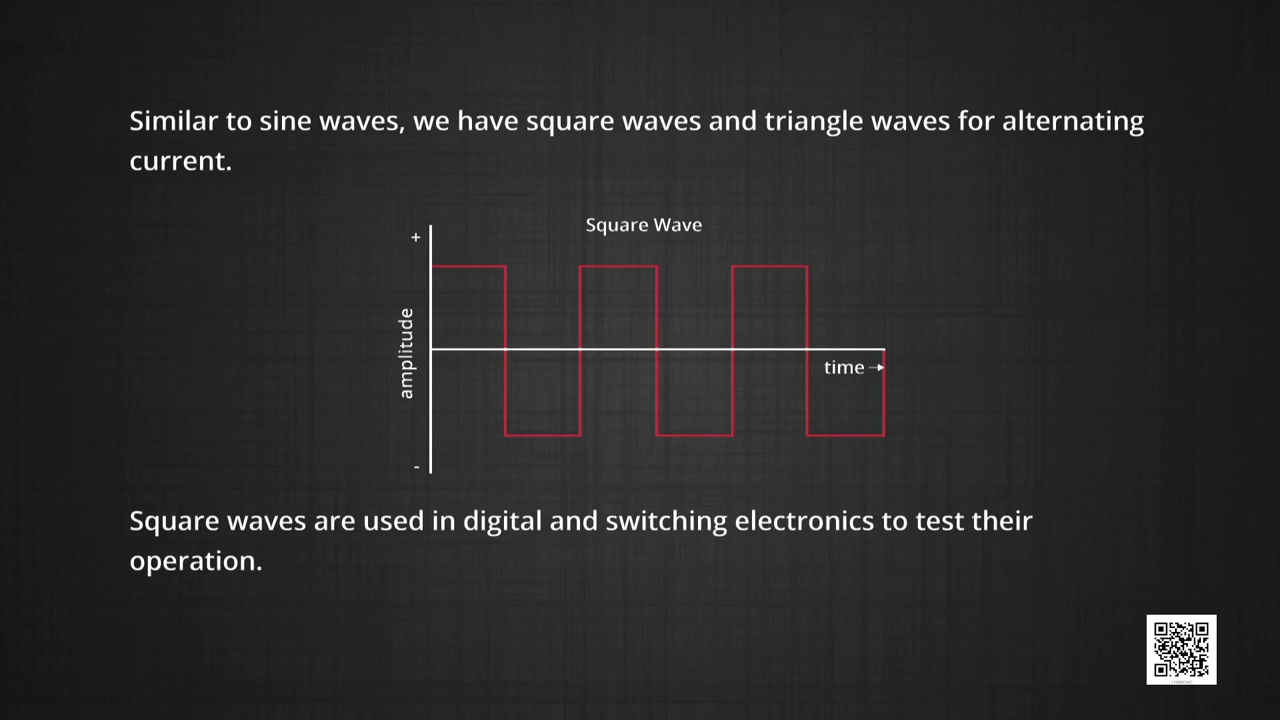 Similar to sine waves, we have square waves and triangle waves for alternating
current.
Square Wave
+
amplitude
time
-
Square waves are used in digital and switching electronics to test their
operation.